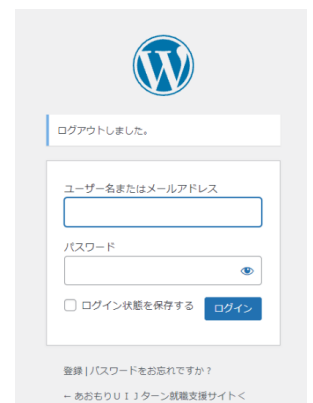 ログアウトしました。
ユーザー名またはメールアドレス
パスワード
ログイン状態を保存する ログイン
登録 | パスワードをお忘れですか ?
← あおもりUIJターン就職支援サイト<